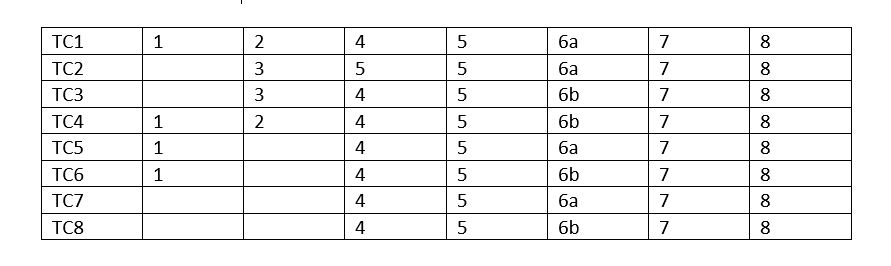 TC1 1 2 4 5 6a 7 8
TC2 3 5 5 6a 7 8
TC3 3 4 5 6b 7 8
TC4 1 2 4 5 6b 7 8
TC5 1 4 5 6a 7 8
TC6 1 4 5 6b 7 8
TC7 4 5 6a 7 8
TC8 4 5 6b 7 8